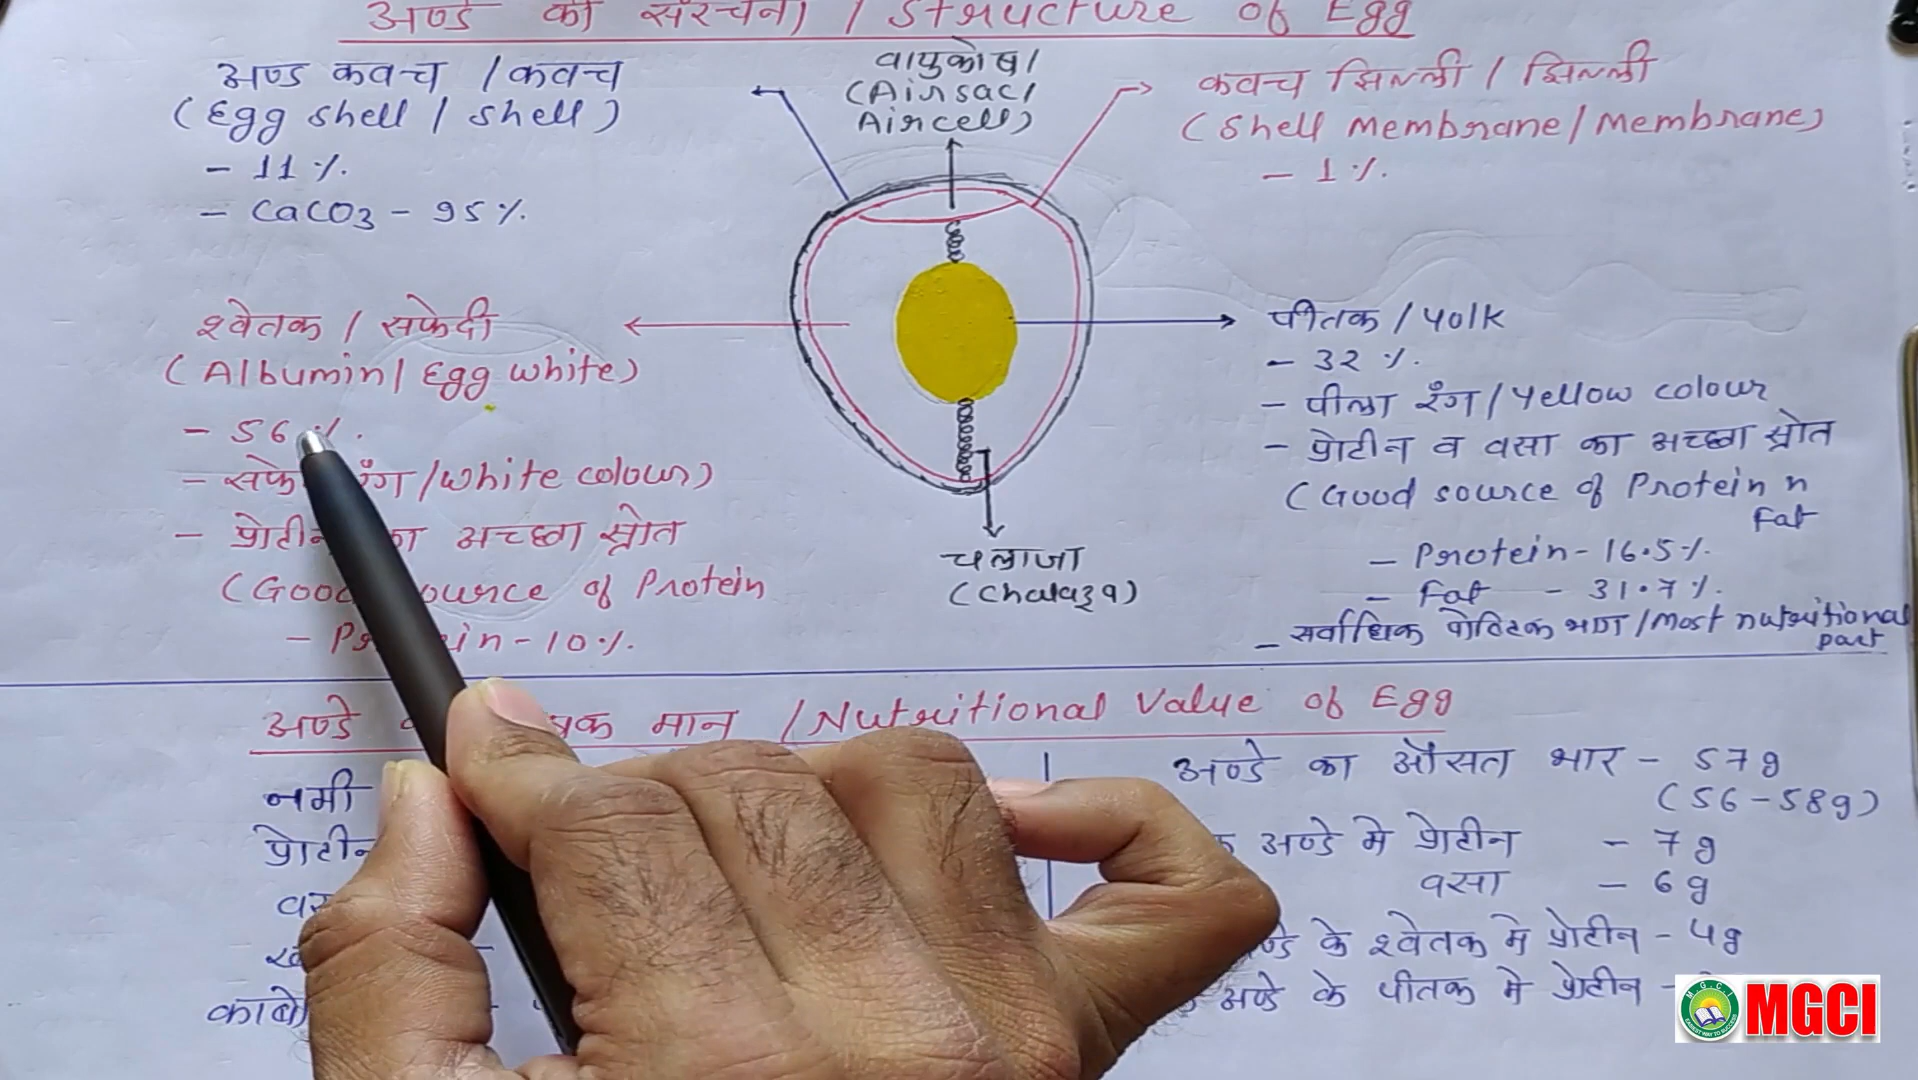 अण्डे की संरचना / Structure of Egg
अण्ड कवच / कवच
(Egg shell / shell)
- 11 %.
- CaCO3 - 95 %.
वायुकोष /
(Airsac /
Aircell)
कवच झिल्ली / झिल्ली
(Shell Membrane / Membrane)
- 1 %.
श्वेतक / सफेदी
(Albumin / Egg white)
- 56 %.
रंग / White colour)
- का अच्छा स्रोत
of Protein
- 10 %.
पीतक / Yolk
- 32 %.
- पीला रंग / Yellow colour
- प्रोटीन व वसा का अच्छा स्रोत
(Good source of Protein n
Fat
- Protein - 16.5 %.
- Fat - 31.7 %.
- सर्वाधिक पोष्टिक भाग / Most nutritional
part
चलाजा
(Chalaza)
अण्डे मान / Nutritional Value of Egg
नमी
अण्डे का औसत भार - 57g
(56 - 58g)
अण्डे मे प्रोटीन - 7g
वसा - 6g
के श्वेतक मे प्रोटीन - 4g
अण्डे के पीतक मे प्रोटीन -
M.G.C.I
MGCI